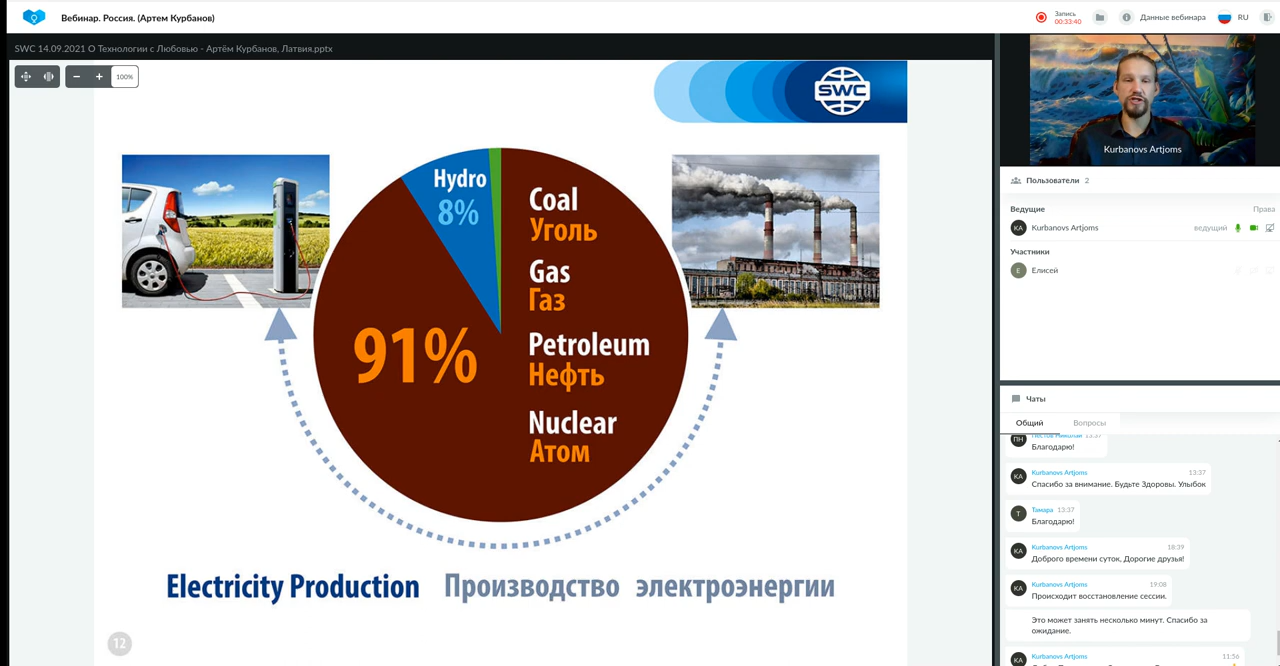 Вебинар. Россия. (Артем Курбанов)
Запись
00:33:40
Данные вебинара
RU
SWC 14.09.2021 О Технологии с Любовью - Артём Курбанов, Латвия.pptx
100%
SWC
Hydro
8%
91%
Coal
Уголь
Gas
Газ
Petroleum
Нефть
Nuclear
Атом
Electricity Production Производство электроэнергии
12
Kurbanovs Artjoms
Пользователи 2
Ведущие Права
KA Kurbanovs Artjoms ведущий
Участники
Е Елисей
Чаты
Общий Вопросы
ПН
Благодарю!
KA Kurbanovs Artjoms 13:37
Спасибо за внимание. Будьте Здоровы. Улыбок
Т Тамара 13:37
Благодарю!
KA Kurbanovs Artjoms 18:39
Доброго времени суток, Дорогие друзья!
KA Kurbanovs Artjoms 19:08
Происходит восстановление сессии.
Это может занять несколько минут. Спасибо за
ожидание.
KA Kurbanovs Artjoms 11:56